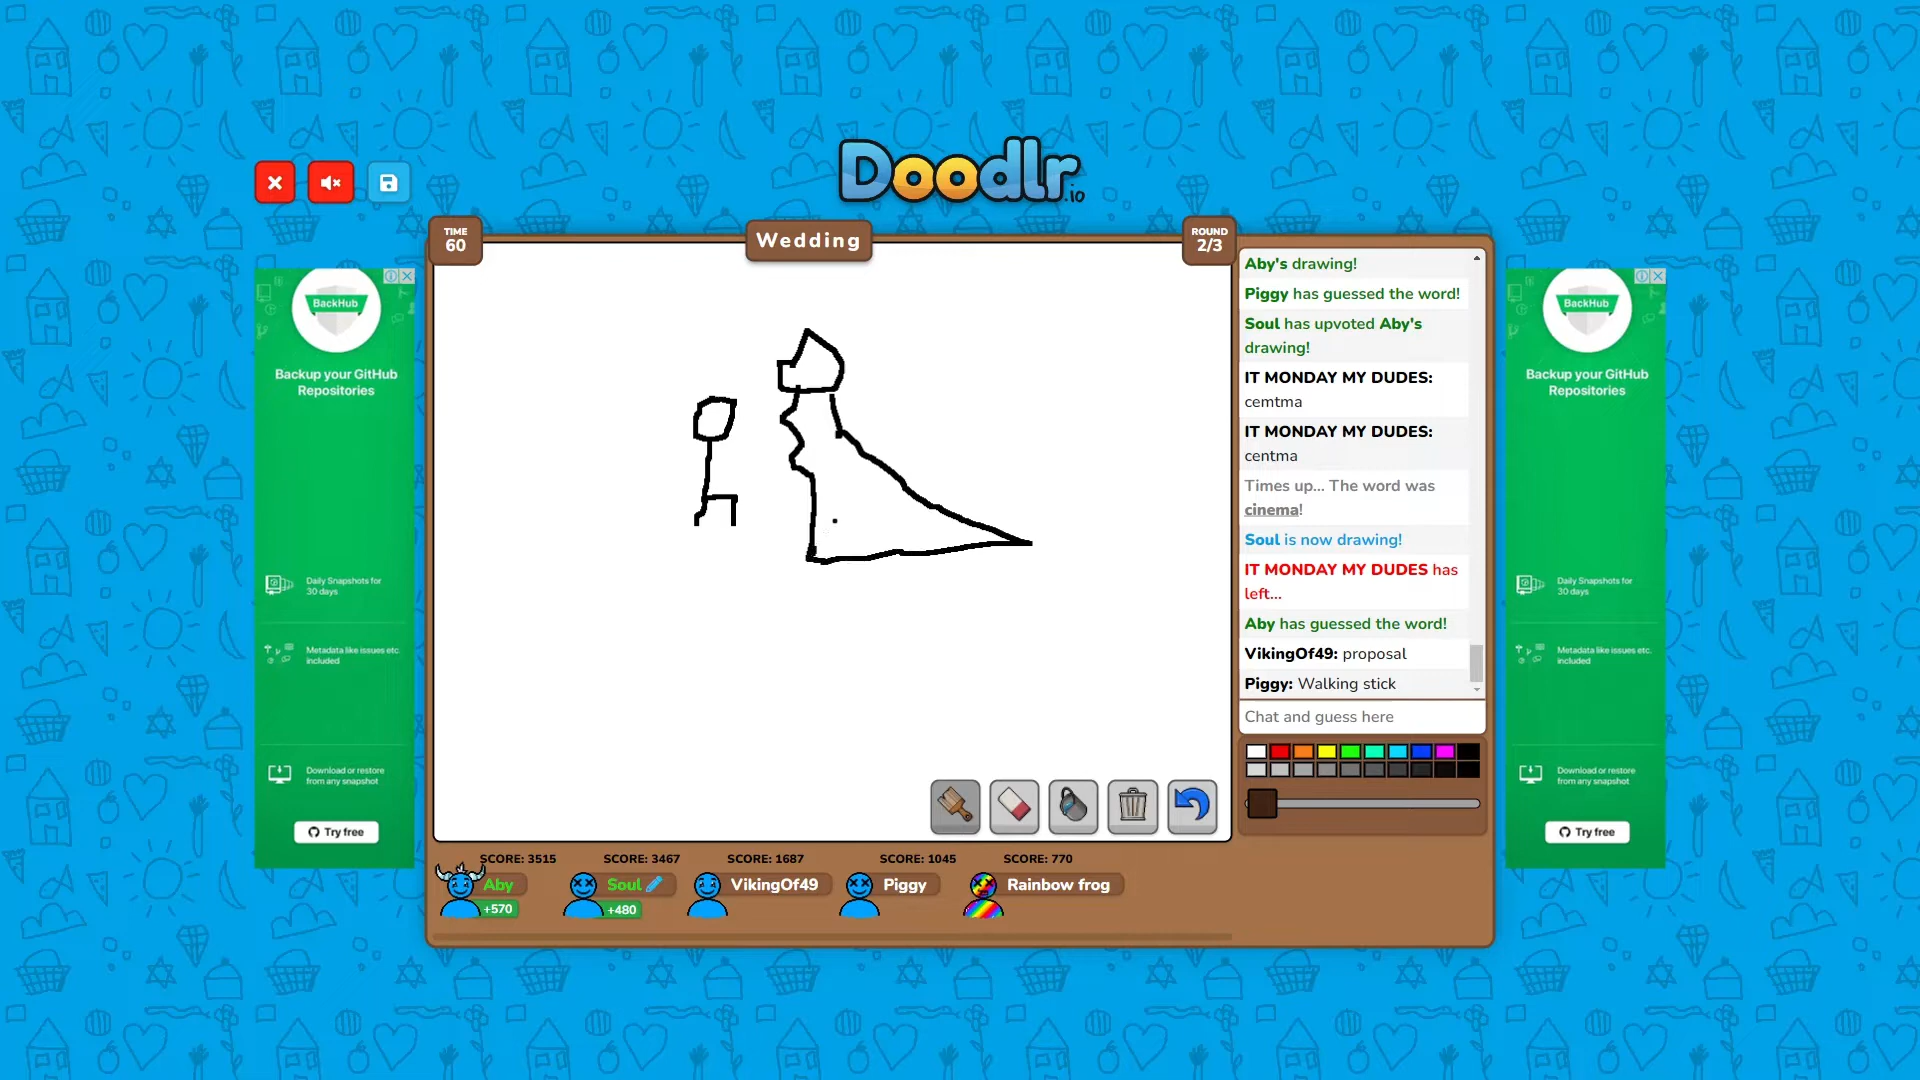 Doodlr.io
TIME
60
Wedding
ROUND
2/3
BackHub
Backup your GitHub
Repositories
Daily Snapshots for
30 days
Metadata like issues etc.
included
Download or restore
from any snapshot
Try free
Aby's drawing!
Piggy has guessed the word!
Soul has upvoted Aby's
drawing!
IT MONDAY MY DUDES:
cemtma
IT MONDAY MY DUDES:
centma
Times up... The word was
cinema!
Soul is now drawing!
IT MONDAY MY DUDES has
left...
Aby has guessed the word!
VikingOf49: proposal
Piggy: Walking stick
Chat and guess here
BackHub
Backup your GitHub
Repositories
Daily Snapshots for
30 days
Metadata like issues etc.
included
Download or restore
from any snapshot
Try free
SCORE: 3515
Aby
+570
SCORE: 3467
Soul
+480
SCORE: 1687
VikingOf49
SCORE: 1045
Piggy
SCORE: 770
Rainbow frog